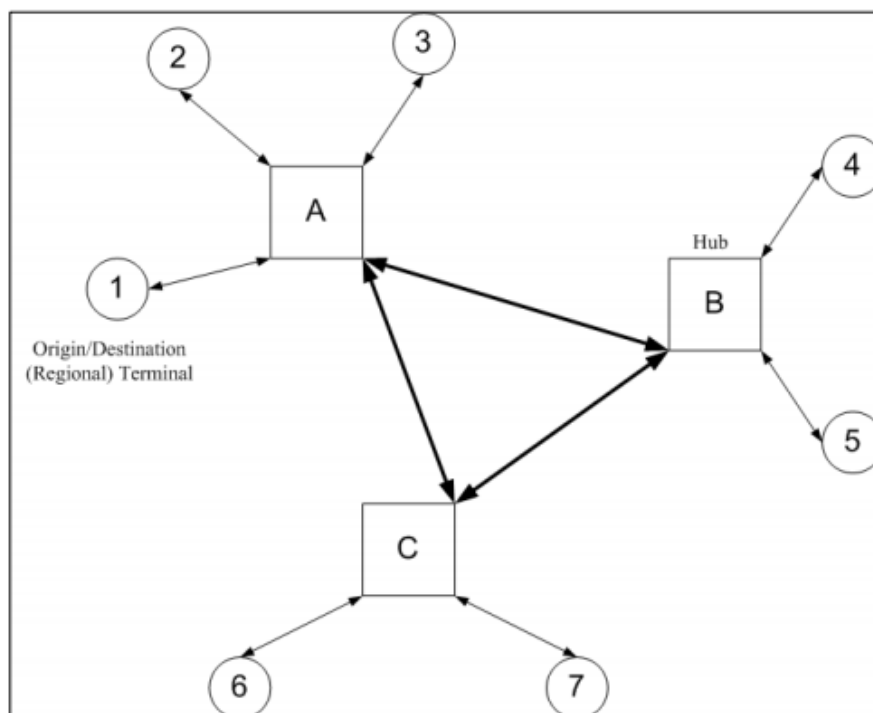 2
3
A
4
Hub
B
1
Origin/Destination
(Regional) Terminal
5
C
6
7